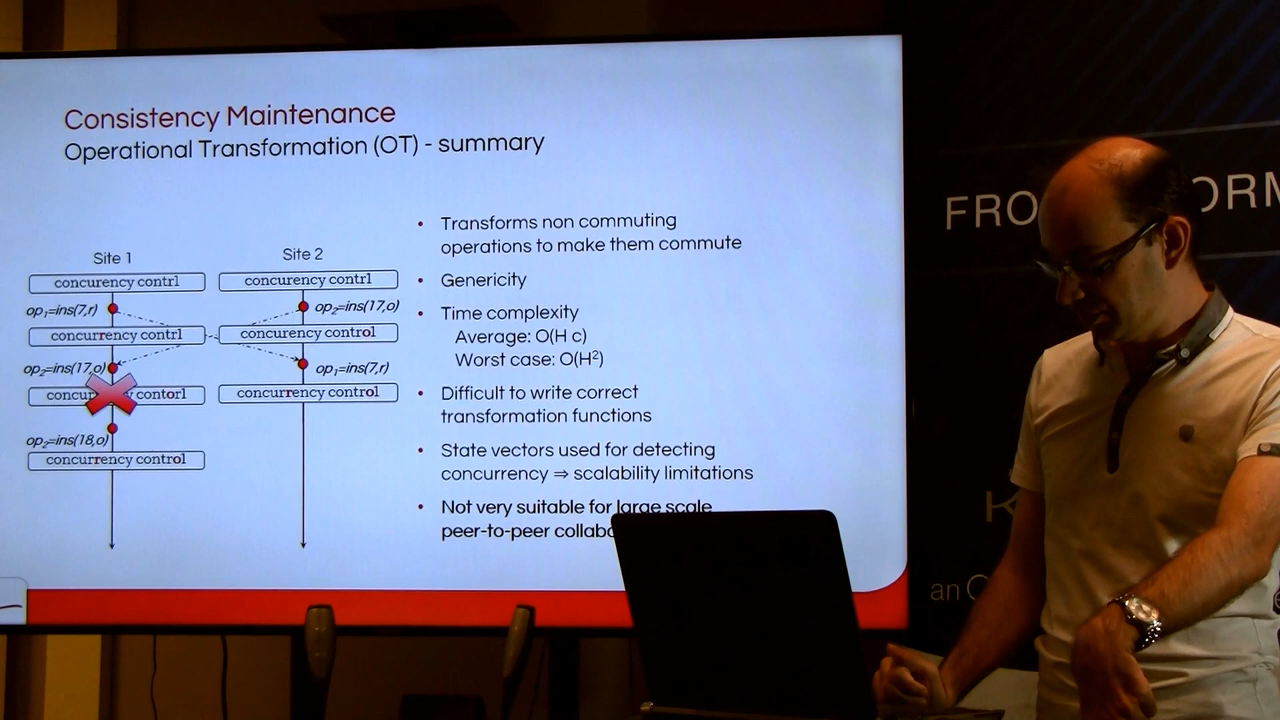 Consistency Maintenance
Operational Transformation (OT) - summary
Site 1
Site 2
concurency contrl
concurency contrl
op₁=ins(7,r)
op₂=ins(17,o)
concurrency contrl
concurency control
op₂=ins(17,o)
op₁=ins(7,r)
contorl
concurrency control
op₂=ins(18,o)
concurrency control
• Transforms non commuting
operations to make them commute
• Genericity
• Time complexity
Average: O(H c)
Worst case: O(H²)
• Difficult to write correct
transformation functions
• State vectors used for detecting
concurrency ⇒ scalability limitations
• Not very suitable for large scale
peer-to-peer
FRO
ORM
an